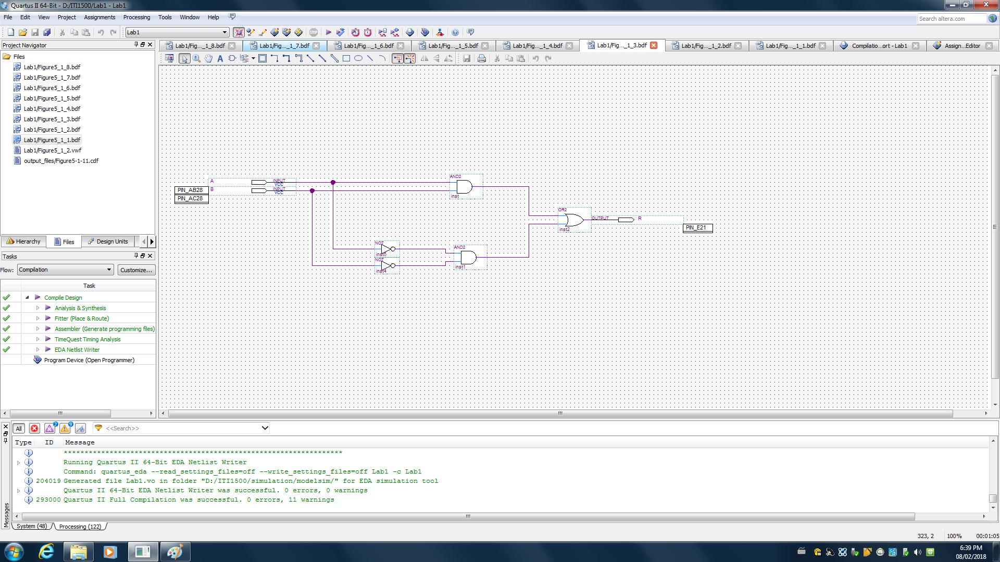 Quartus II 64-Bit - D:/ITI1500/Lab1 - Lab1
File Edit View Project Assignments Processing Tools Window Help
Search altera.com
Lab1
STOP
Project Navigator
Lab1/Fig..._1_8.bdf Lab1/Fig..._1_7.bdf Lab1/Fig..._1_6.bdf Lab1/Fig..._1_5.bdf Lab1/Fig..._1_4.bdf Lab1/Fig..._1_3.bdf Lab1/Fig..._1_2.bdf Lab1/Fig..._1_1.bdf Compilatio...ort - Lab1 Assign...Editor
Files
Lab1/Figure5_1_8.bdf
Lab1/Figure5_1_7.bdf
Lab1/Figure5_1_6.bdf
Lab1/Figure5_1_5.bdf
Lab1/Figure5_1_4.bdf
Lab1/Figure5_1_3.bdf
Lab1/Figure5_1_2.bdf
Lab1/Figure5_1_1.bdf
Lab1/Figure5_1_2.vwf
output_files/Figure5-1-11.cdf
Hierarchy Files Design Units
Tasks
Flow: Compilation Customize...
Task
Compile Design
Analysis & Synthesis
Fitter (Place & Route)
Assembler (Generate programming files)
TimeQuest Timing Analysis
EDA Netlist Writer
Program Device (Open Programmer)
A INPUT
VCC
B INPUT
VCC
PIN_AB28
PIN_AC28
AND2
inst
OR2
inst2
OUTPUT R
PIN_E21
NOT
inst5
NOT
inst4
AND2
inst1
All 2 9 <<Search>>
Type ID Message
*******************************************************************
Running Quartus II 64-Bit EDA Netlist Writer
Command: quartus_eda --read_settings_files=off --write_settings_files=off Lab1 -c Lab1
204019 Generated file Lab1.vo in folder "D:/ITI1500/simulation/modelsim/" for EDA simulation tool
Quartus II 64-Bit EDA Netlist Writer was successful. 0 errors, 0 warnings
293000 Quartus II Full Compilation was successful. 0 errors, 11 warnings
Messages
System (48) Processing (122)
323, 2 100% 00:01:05
6:39 PM
08/02/2018